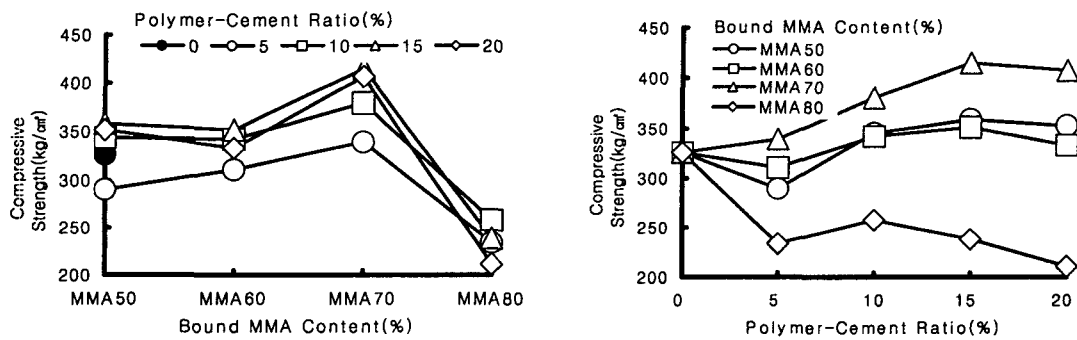 Polymer-Cement Ratio(%)
0 5 10 15 20
450
400
350
300
250
200
Compressive
Strength(kg/㎠)
MMA50 MMA60 MMA70 MMA80
Bound MMA Content(%)
Bound MMA Content(%)
MMA50
MMA60
MMA70
MMA80
450
400
350
300
250
200
Compressive
Strength(kg/㎠)
0 5 10 15 20
Polymer-Cement Ratio(%)